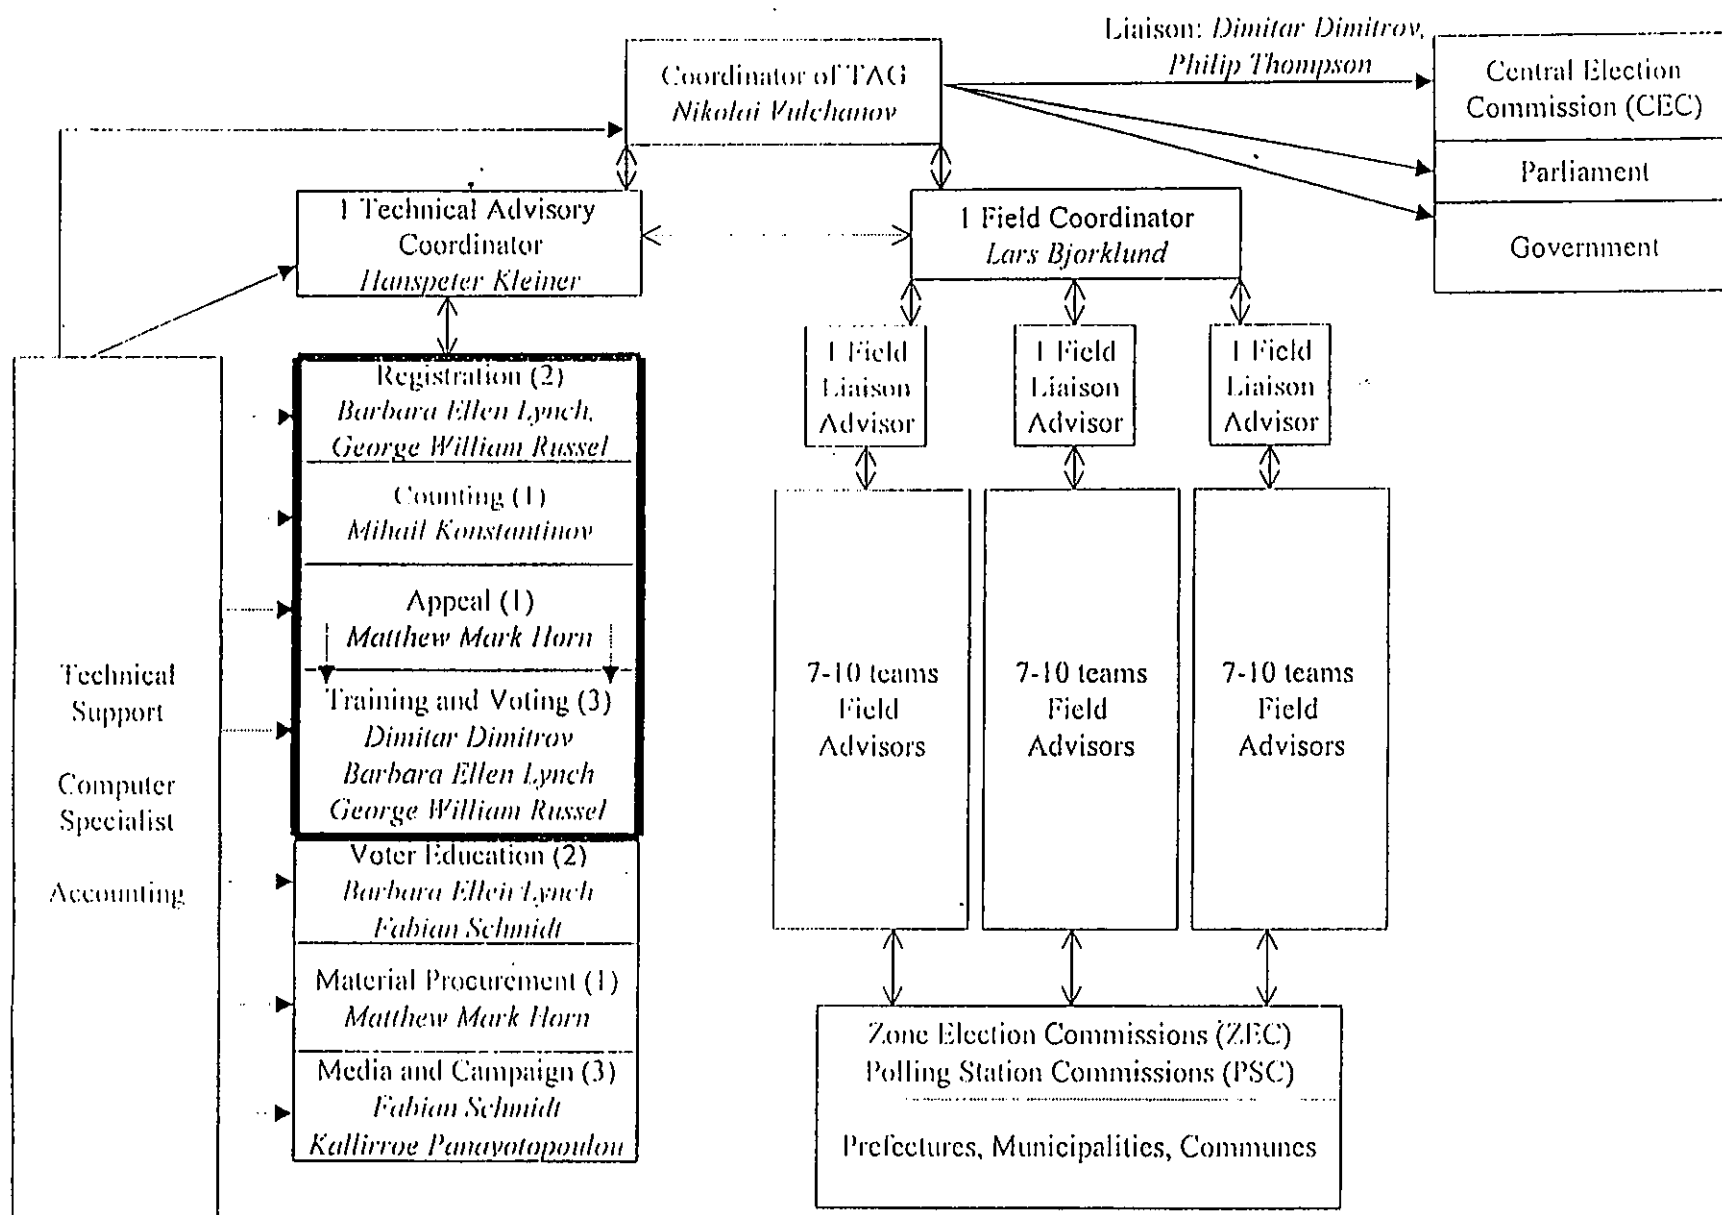 Liaison: Dimitar Dimitrov,
Philip Thompson
Coordinator of TAG
Nikolai Vulchanov
Central Election
Commission (CEC)
Parliament
Government
1 Technical Advisory
Coordinator
Hanspeter Kleiner
1 Field Coordinator
Lars Bjorklund
1 Field
Liaison
Advisor
1 Field
Liaison
Advisor
1 Field
Liaison
Advisor
Registration (2)
Barbara Ellen Lynch,
George William Russel
Counting (1)
Mihail Konstantinov
Appeal (1)
Matthew Mark Horn
Training and Voting (3)
Dimitar Dimitrov
Barbara Ellen Lynch
George William Russel
Voter Education (2)
Barbara Ellen Lynch
Fabian Schmidt
Material Procurement (1)
Matthew Mark Horn
Media and Campaign (3)
Fabian Schmidt
Kallirroe Panayotopoulou
Technical
Support
Computer
Specialist
Accounting
7-10 teams
Field
Advisors
7-10 teams
Field
Advisors
7-10 teams
Field
Advisors
Zone Election Commissions (ZEC)
Polling Station Commissions (PSC)
Prefectures, Municipalities, Communes